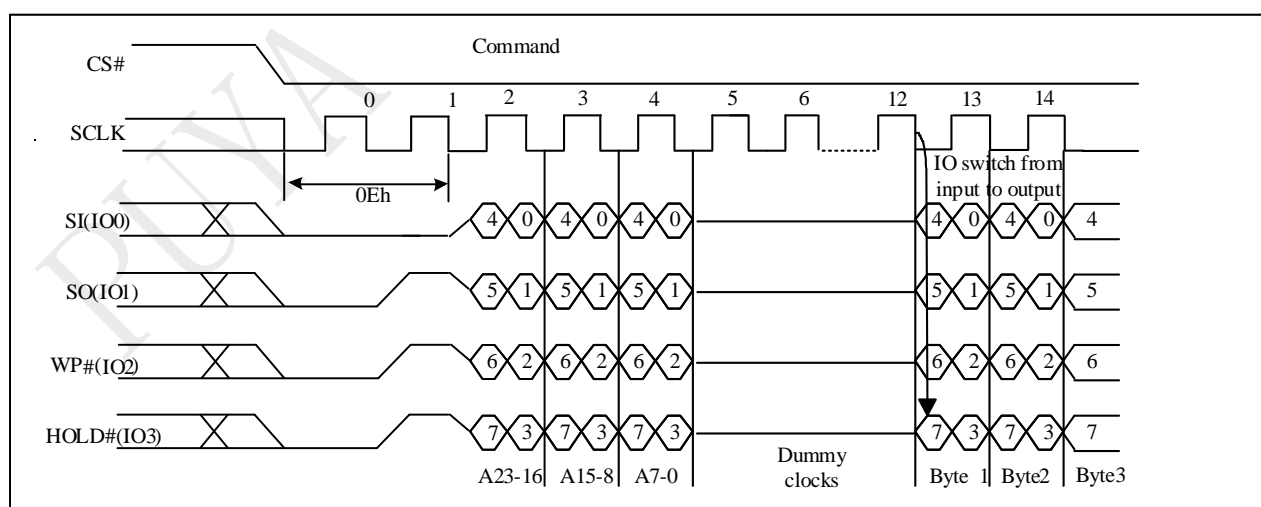 Command
CS#
0 1 2 3 4 5 6 12 13 14
SCLK
IO switch from
input to output
0Eh
SI(IO0) 4 0 4 0 4 0 4 0 4 0 4
SO(IO1) 5 1 5 1 5 1 5 1 5 1 5
WP#(IO2) 6 2 6 2 6 2 6 2 6 2 6
HOLD#(IO3) 7 3 7 3 7 3 7 3 7 3 7
A23-16 A15-8 A7-0 Dummy
clocks Byte 1 Byte2 Byte3
PUYA